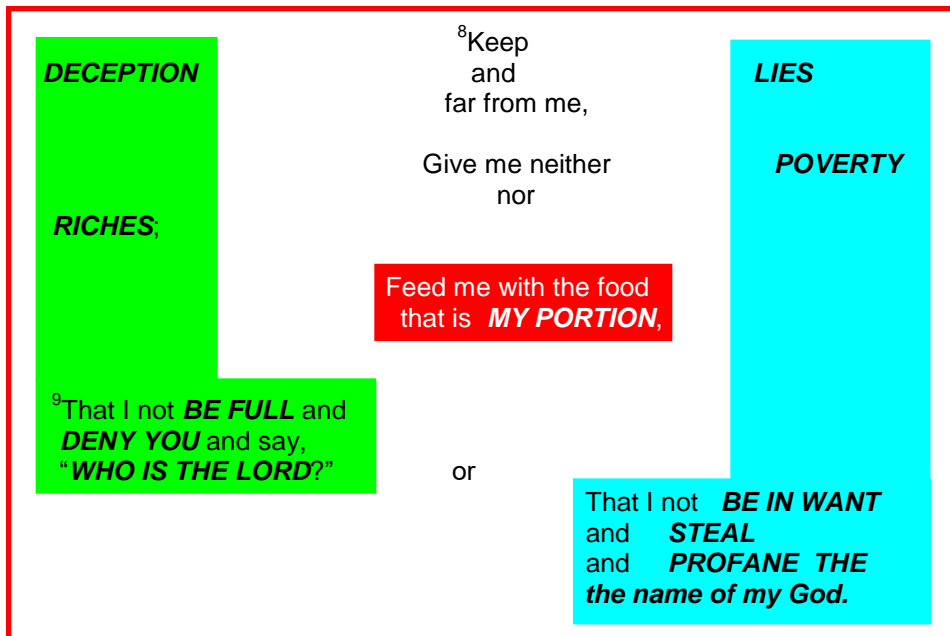 ⁸Keep
DECEPTION and LIES
far from me,
Give me neither POVERTY
nor
RICHES;
Feed me with the food
that is MY PORTION,
⁹That I not BE FULL and
DENY YOU and say,
“WHO IS THE LORD?”
or
That I not BE IN WANT
and STEAL
and PROFANE THE
the name of my God.